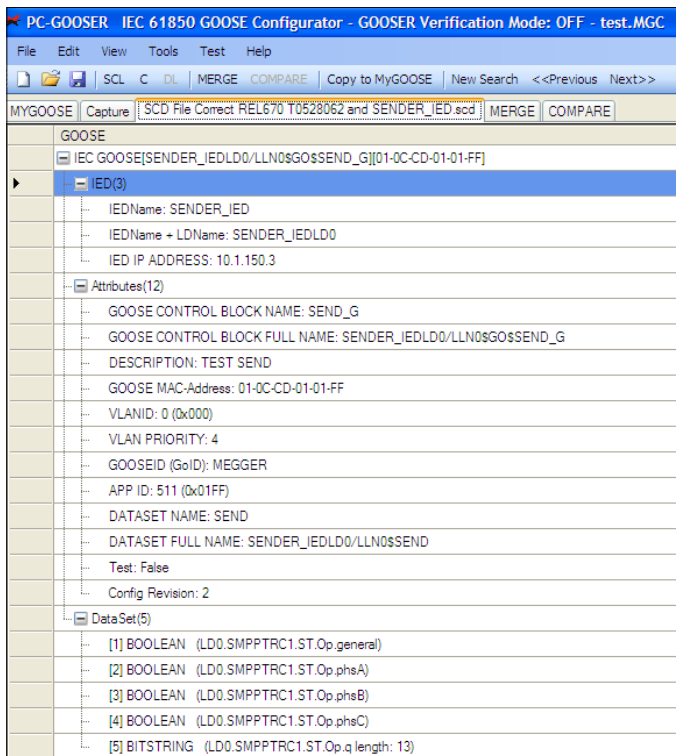 PC-GOOSER IEC 61850 GOOSE Configurator - GOOSER Verification Mode: OFF - test.MGC
File Edit View Tools Test Help
SCL C DL MERGE COMPARE Copy to MyGOOSE New Search <<Previous Next>>
MYGOOSE Capture SCD File Correct REL670 T0528062 and SENDER_IED.scd MERGE COMPARE
GOOSE
IEC GOOSE[SENDER_IEDLD0/LLN0$GO$SEND_G][01-0C-CD-01-01-FF]
IED(3)
IEDName: SENDER_IED
IEDName + LDName: SENDER_IEDLD0
IED IP ADDRESS: 10.1.150.3
Attributes(12)
GOOSE CONTROL BLOCK NAME: SEND_G
GOOSE CONTROL BLOCK FULL NAME: SENDER_IEDLD0/LLN0$GO$SEND_G
DESCRIPTION: TEST SEND
GOOSE MAC-Address: 01-0C-CD-01-01-FF
VLANID: 0 (0x000)
VLAN PRIORITY: 4
GOOSEID (GoID): MEGGER
APP ID: 511 (0x01FF)
DATASET NAME: SEND
DATASET FULL NAME: SENDER_IEDLD0/LLN0$SEND
Test: False
Config Revision: 2
DataSet(5)
[1] BOOLEAN (LD0.SMPPTRC1.ST.Op.general)
[2] BOOLEAN (LD0.SMPPTRC1.ST.Op.phsA)
[3] BOOLEAN (LD0.SMPPTRC1.ST.Op.phsB)
[4] BOOLEAN (LD0.SMPPTRC1.ST.Op.phsC)
[5] BITSTRING (LD0.SMPPTRC1.ST.Op.q length: 13)